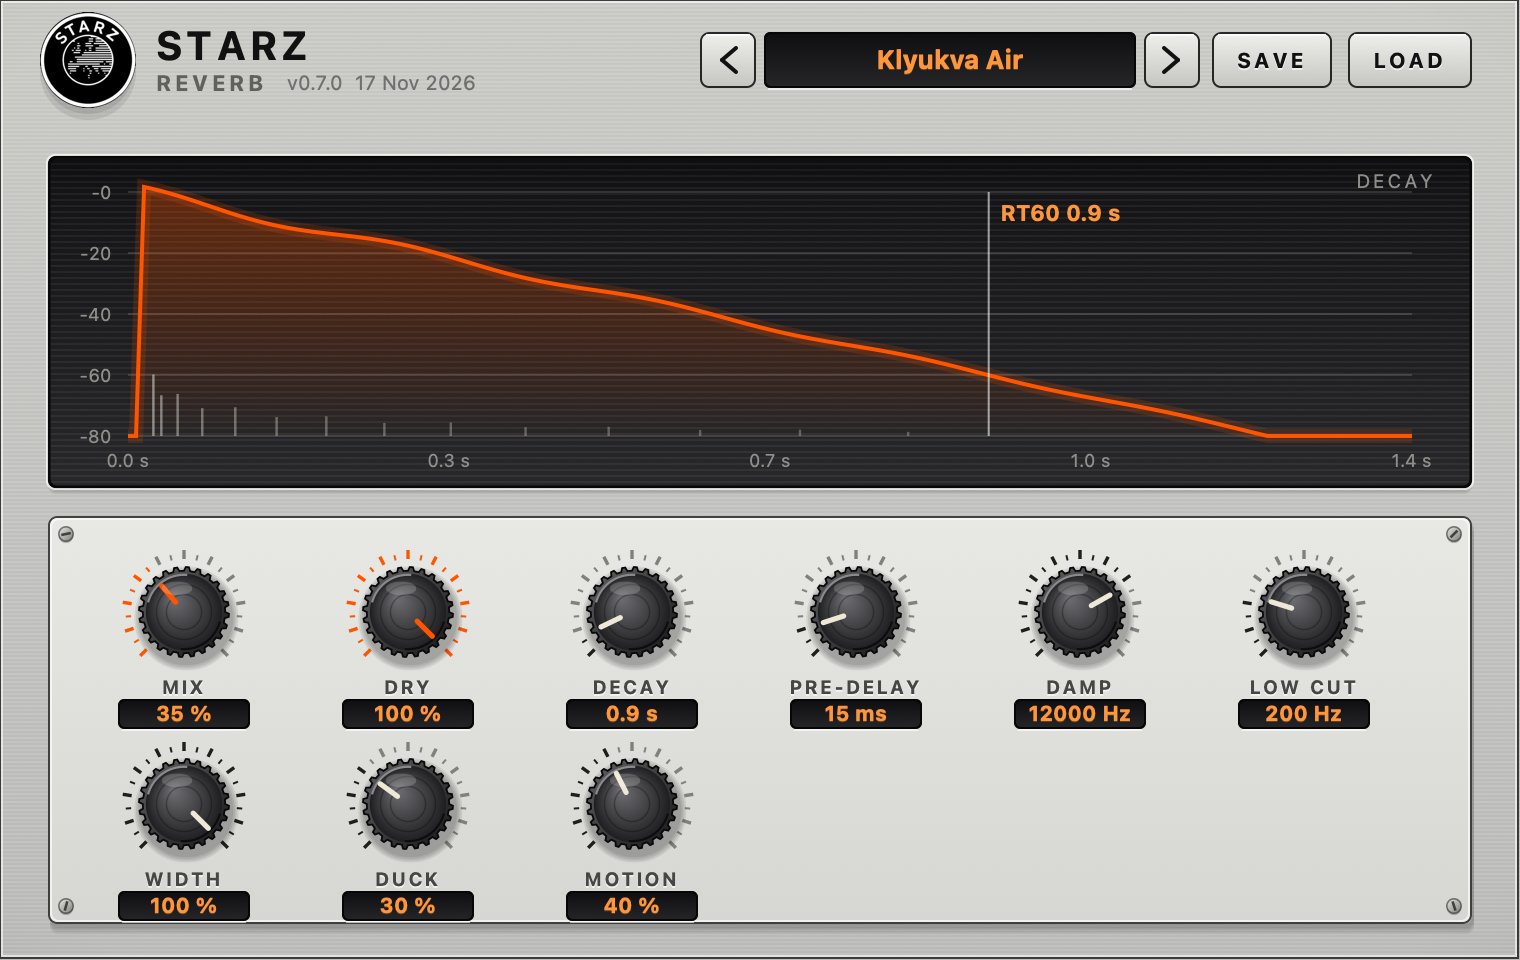 STARZ
STARZ
REVERB v0.7.0 17 Nov 2026
< Klyukva Air > SAVE LOAD
DECAY
RT60 0.9 s
-0
-20
-40
-60
-80
0.0 s 0.3 s 0.7 s 1.0 s 1.4 s
MIX DRY DECAY PRE-DELAY DAMP LOW CUT
35 % 100 % 0.9 s 15 ms 12000 Hz 200 Hz
WIDTH DUCK MOTION
100 % 30 % 40 %